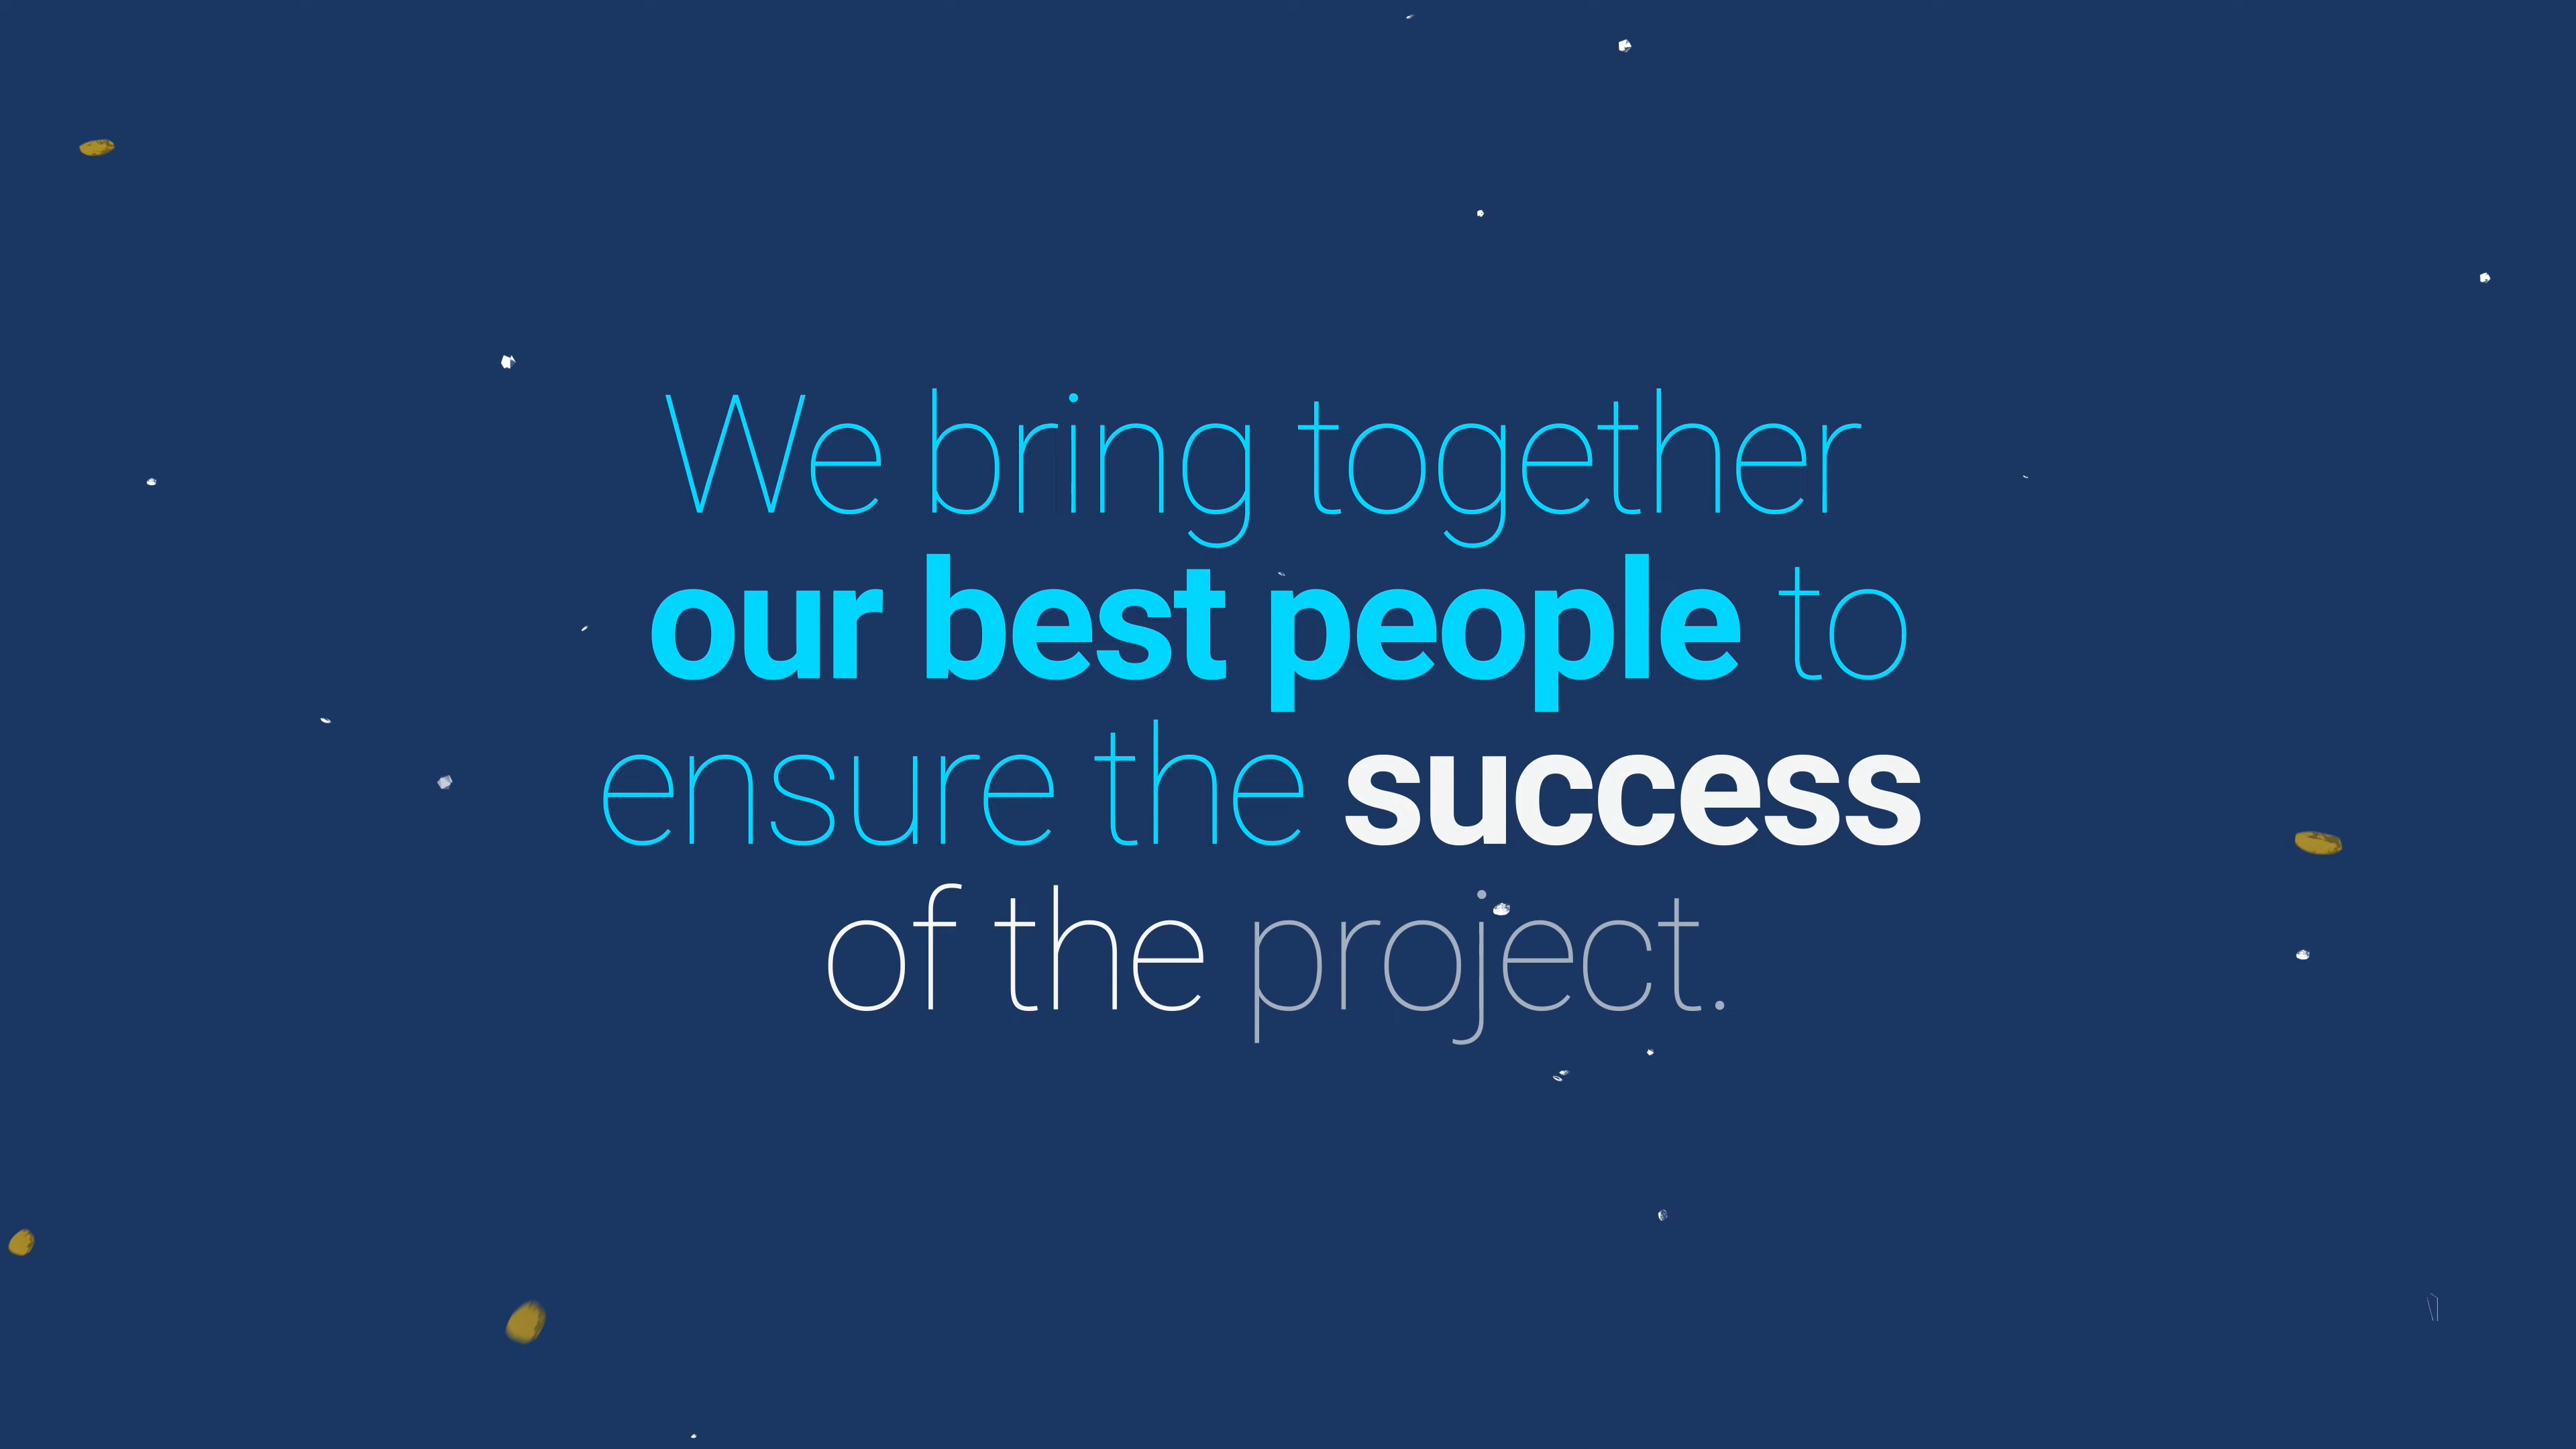 We bring together
our best people to
ensure the success
of the project.